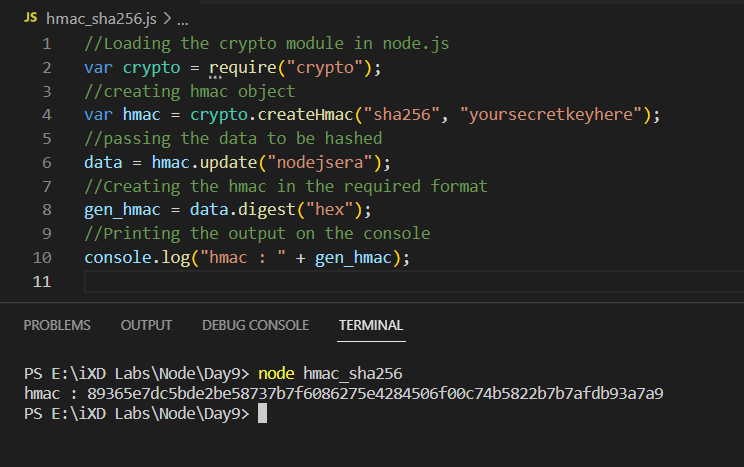 JS hmac_sha256.js > ...
1 //Loading the crypto module in node.js
2 var crypto = require("crypto");
3 //creating hmac object
4 var hmac = crypto.createHmac("sha256", "yoursecretkeyhere");
5 //passing the data to be hashed
6 data = hmac.update("nodejsera");
7 //Creating the hmac in the required format
8 gen_hmac = data.digest("hex");
9 //Printing the output on the console
10 console.log("hmac : " + gen_hmac);
11
PROBLEMS OUTPUT DEBUG CONSOLE TERMINAL
PS E:\iXD Labs\Node\Day9> node hmac_sha256
hmac : 89365e7dc5bde2be58737b7f6086275e4284506f00c74b5822b7b7afdb93a7a9
PS E:\iXD Labs\Node\Day9>